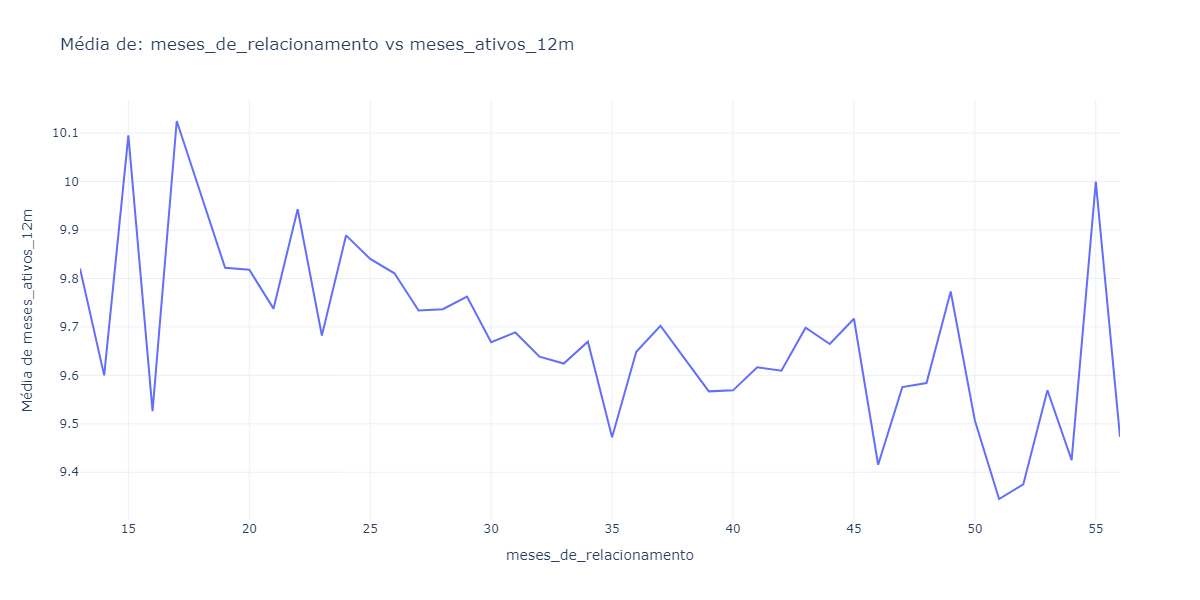 Média de: meses_de_relacionamento vs meses_ativos_12m
Média de meses_ativos_12m
10.1
10
9.9
9.8
9.7
9.6
9.5
9.4
15 20 25 30 35 40 45 50 55
meses_de_relacionamento